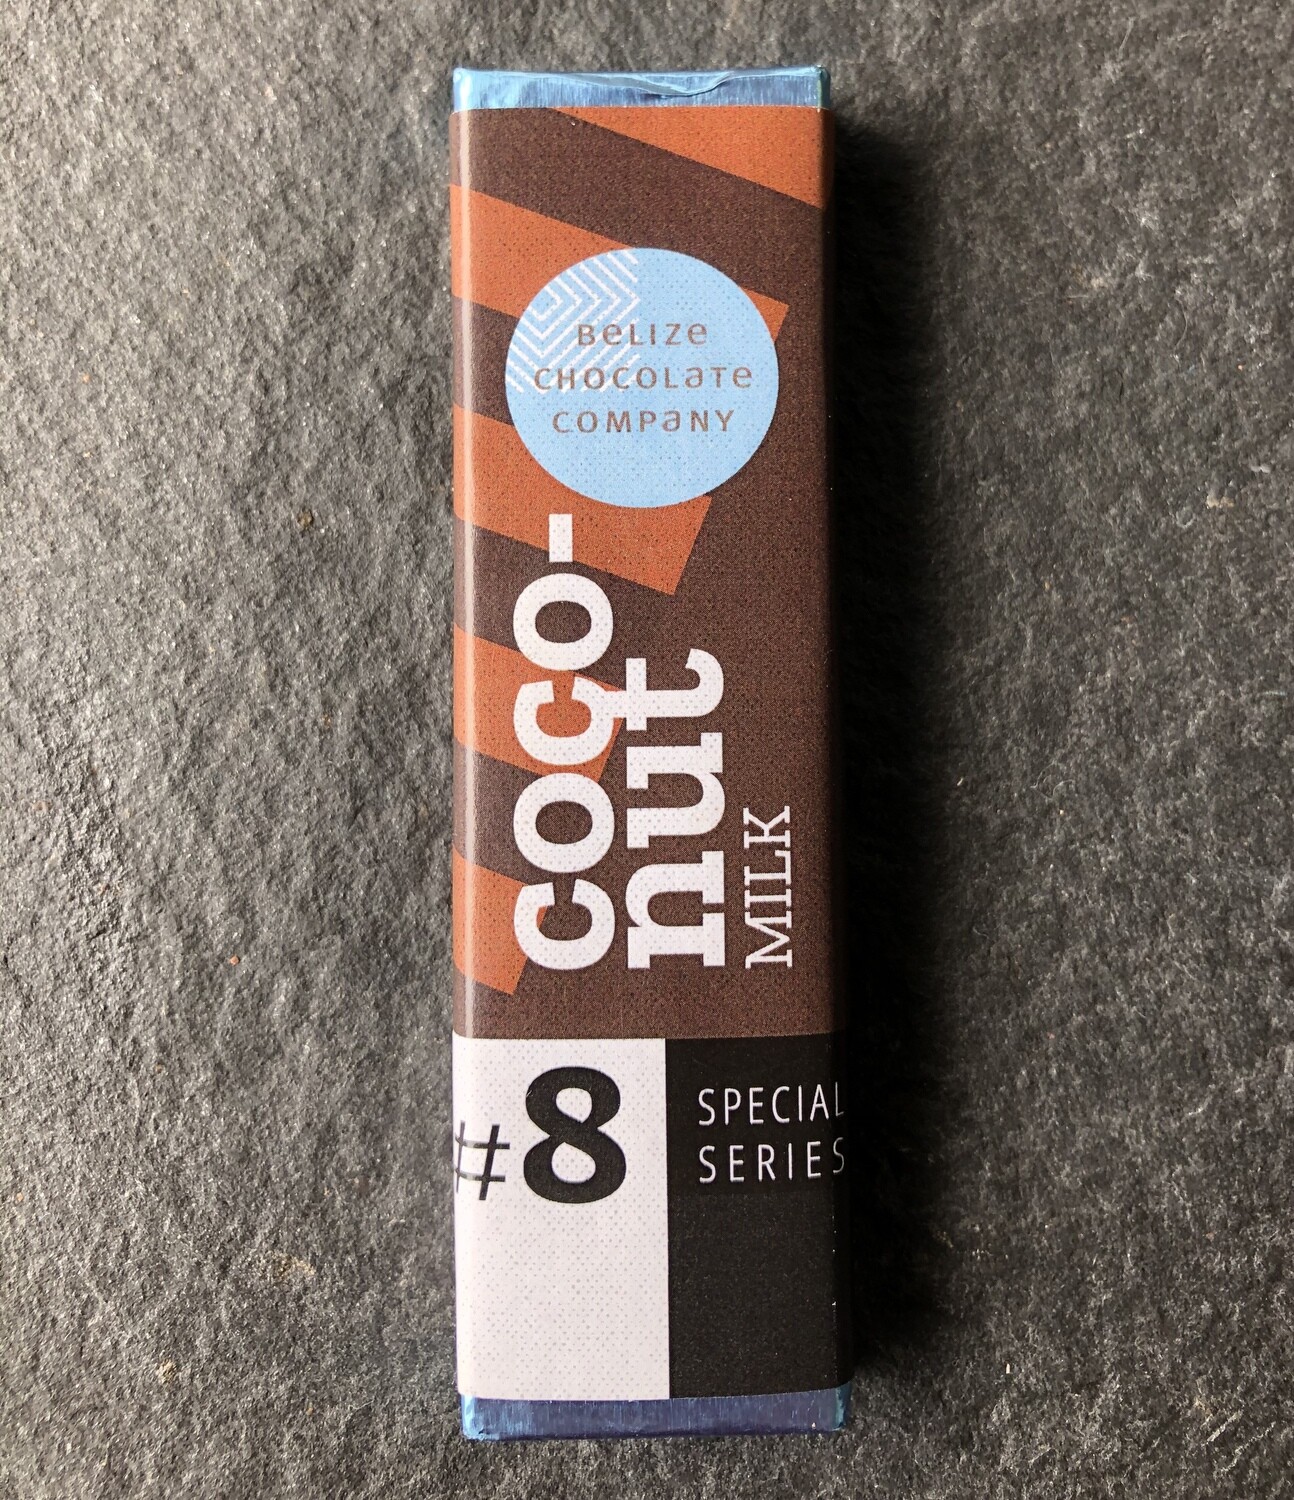 BeLIZe
CHOCOLaTe
COMPaNY
coco-
nut
MILK
#8
SPECIAL
SERIES